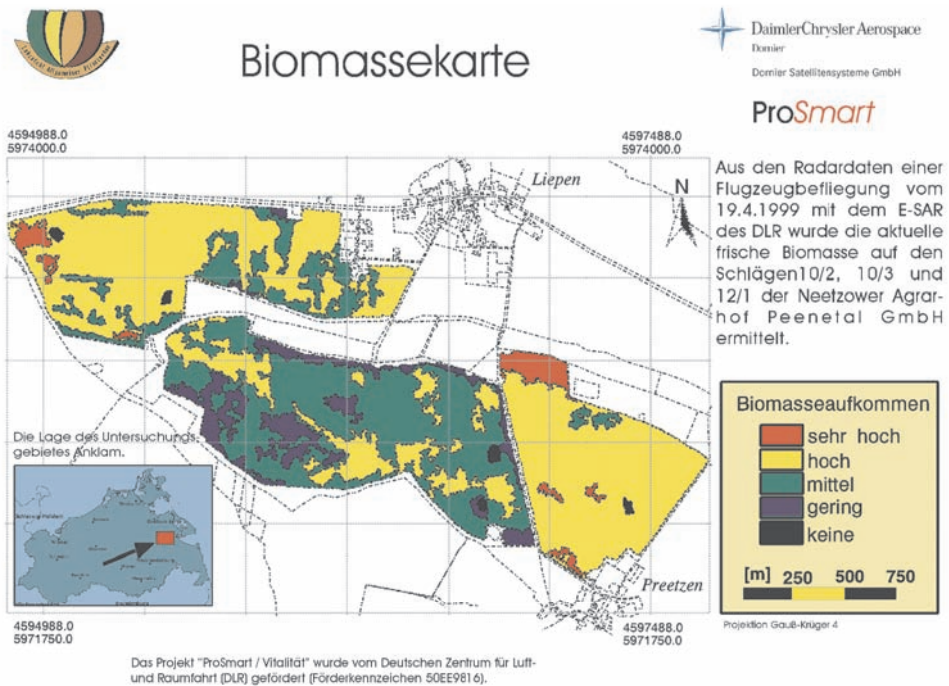 Biomassekarte
DaimlerChrysler Aerospace
Dornier
Dornier Satellitensysteme GmbH
ProSmart
4594988.0
5974000.0
4597488.0
5974000.0
Liepen
N
Aus den Radardaten einer
Flugzeugbefliegung vom
19.4.1999 mit dem E-SAR
des DLR wurde die aktuelle
frische Biomasse auf den
Schlägen10/2, 10/3 und
12/1 der Neetzower Agrar-
hof Peenetal GmbH
ermittelt.
Biomasseaufkommen
sehr hoch
hoch
mittel
gering
keine
[m] 250 500 750
Projektion Gauß-Krüger 4
Die Lage des Untersuchungs-
gebietes Anklam.
Preetzen
4594988.0
5971750.0
4597488.0
5971750.0
Das Projekt "ProSmart / Vitalität" wurde vom Deutschen Zentrum für Luft-
und Raumfahrt (DLR) gefördert (Förderkennzeichen 50EE9816).